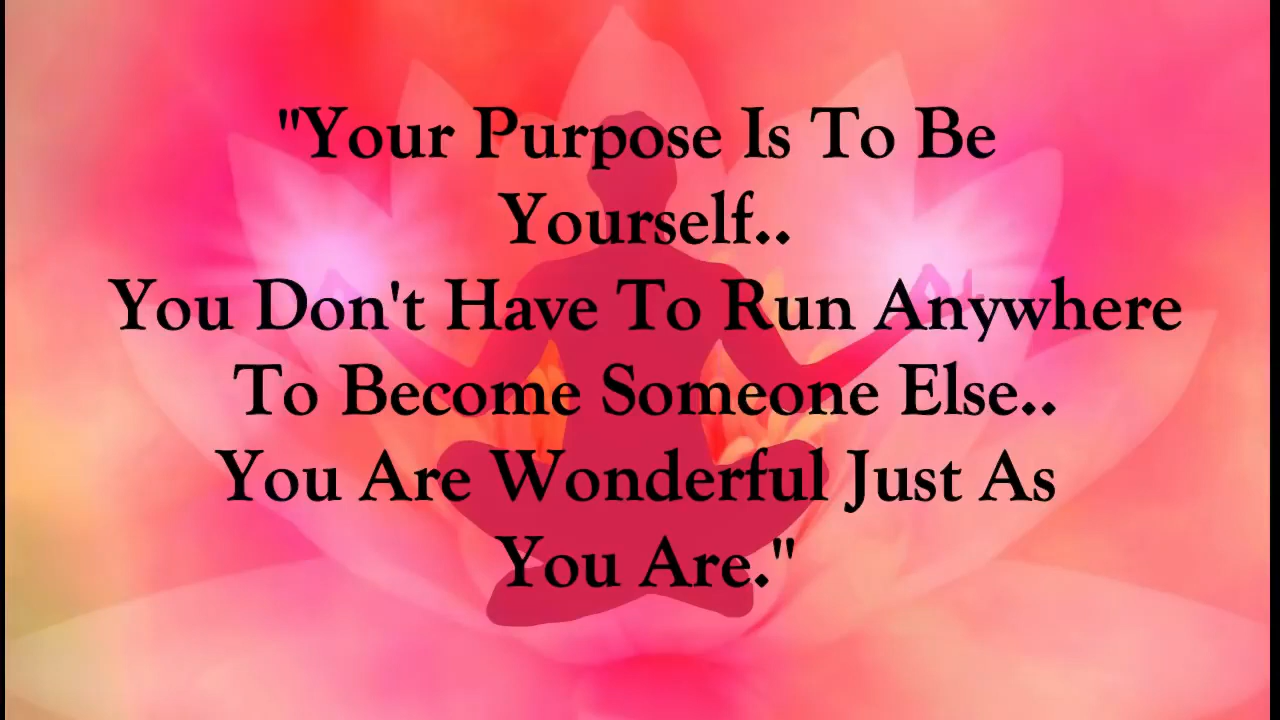 "Your Purpose Is To Be
Yourself..
You Don't Have To Run Anywhere
To Become Someone Else..
You Are Wonderful Just As
You Are."